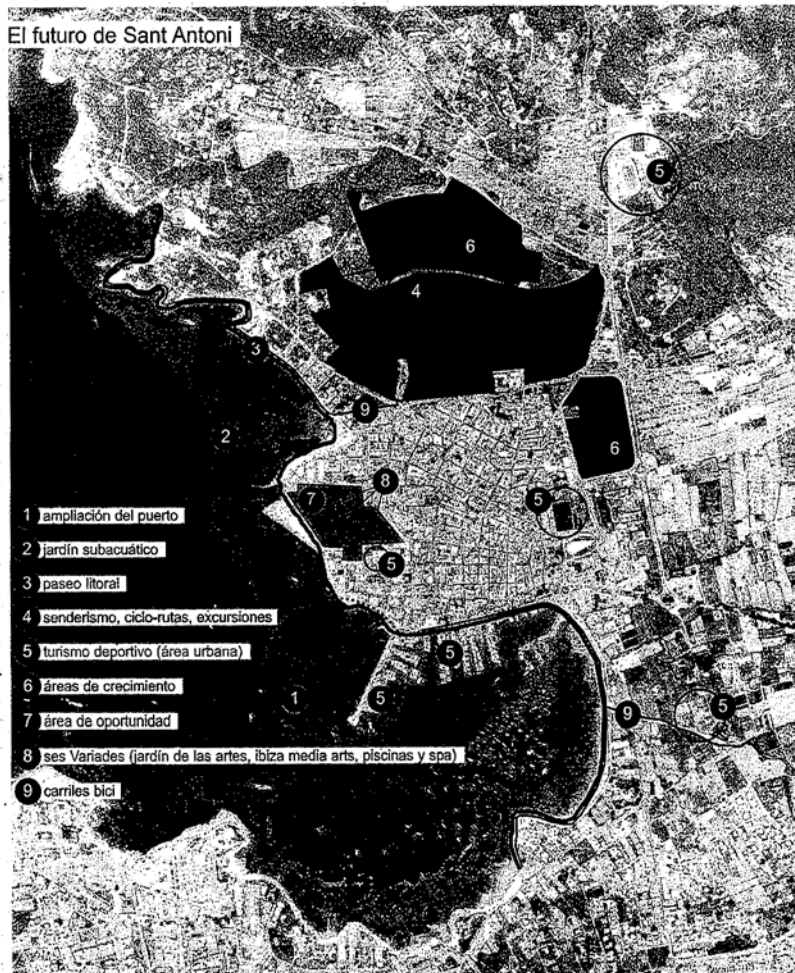 El futuro de Sant Antoni
5
6
4
3
9
2
6
8
7
5
5
1 ampliación del puerto
2 jardín subacuático
3 paseo litoral
4 senderismo, ciclo-rutas, excursiones
5 turismo deportivo (área urbana)
6 áreas de crecimiento
7 área de oportunidad
8 ses Variades (jardín de las artes, ibiza media arts, piscinas y spa)
9 carriles bici
5
1
5
9
5